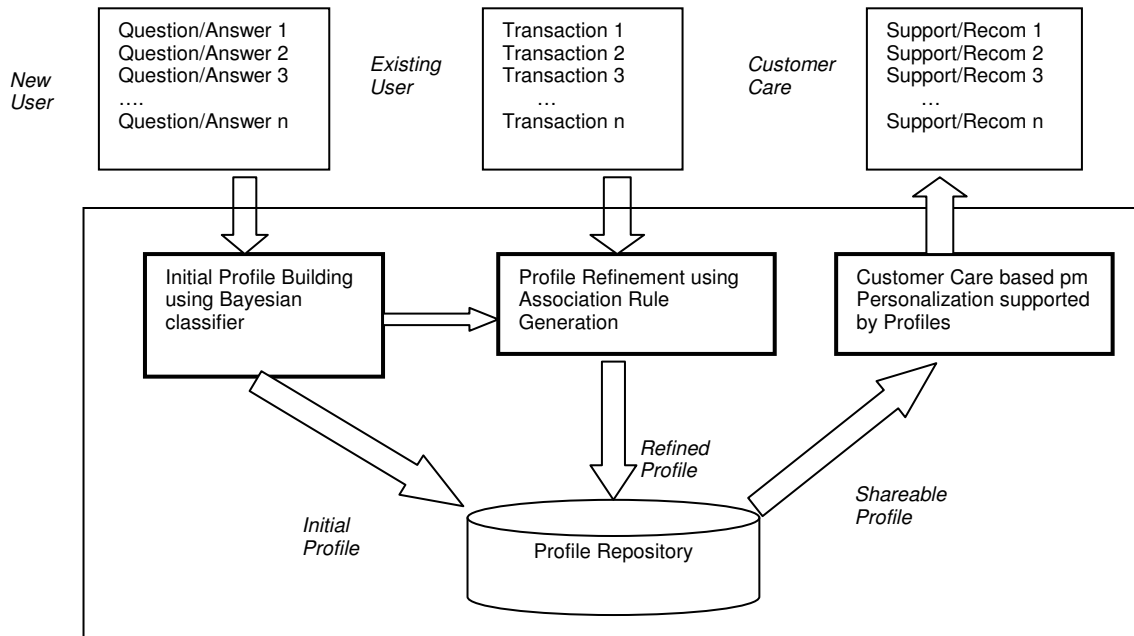 New
User
Question/Answer 1
Question/Answer 2
Question/Answer 3
....
Question/Answer n
Existing
User
Transaction 1
Transaction 2
Transaction 3
...
Transaction n
Customer
Care
Support/Recom 1
Support/Recom 2
Support/Recom 3
...
Support/Recom n
Initial Profile Building
using Bayesian
classifier
Profile Refinement using
Association Rule
Generation
Customer Care based pm
Personalization supported
by Profiles
Initial
Profile
Refined
Profile
Shareable
Profile
Profile Repository